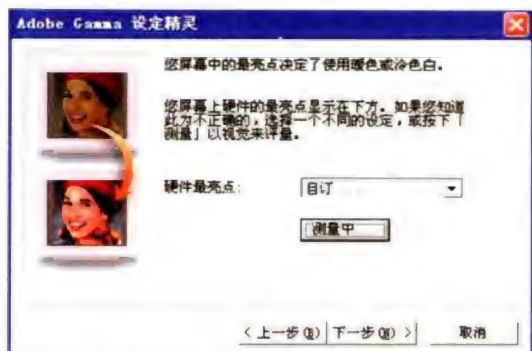 Adobe Gamma 设定精灵
您屏幕中的最亮点决定了使用暖色或冷色白。
您屏幕上硬件的最亮点显示在下方。如果您知道
此为不正确的，选择一个不同的设定，或按下「
测量」以视觉来评量。
硬件最亮点：
自订
测量中
< 上一步(B)
下一步(N) >
取消